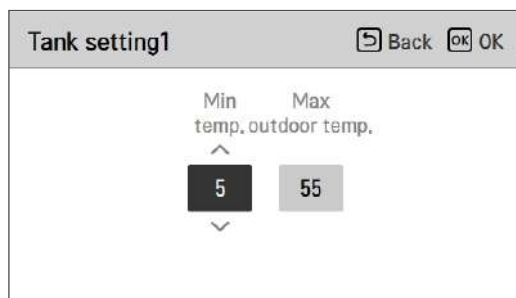 Tank setting1
Back OK OK
Min Max
temp. outdoor temp.
5 55